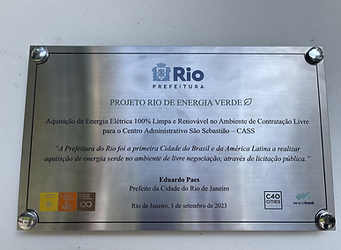 Rio
PREFEITURA
PROJETO RIO DE ENERGIA VERDE
Aquisição de Energia Elétrica 100% Limpa e Renovável no Ambiente de Contratação Livre
para o Centro Administrativo São Sebastião – CASS
"A Prefeitura do Rio foi a primeira Cidade do Brasil e da América Latina a realizar
aquisição de energia verde no ambiente de livre negociação, através de licitação pública."
Eduardo Paes
Prefeito da Cidade do Rio de Janeiro
Rio de Janeiro, 1 de setembro de 2023
C40
CITIES